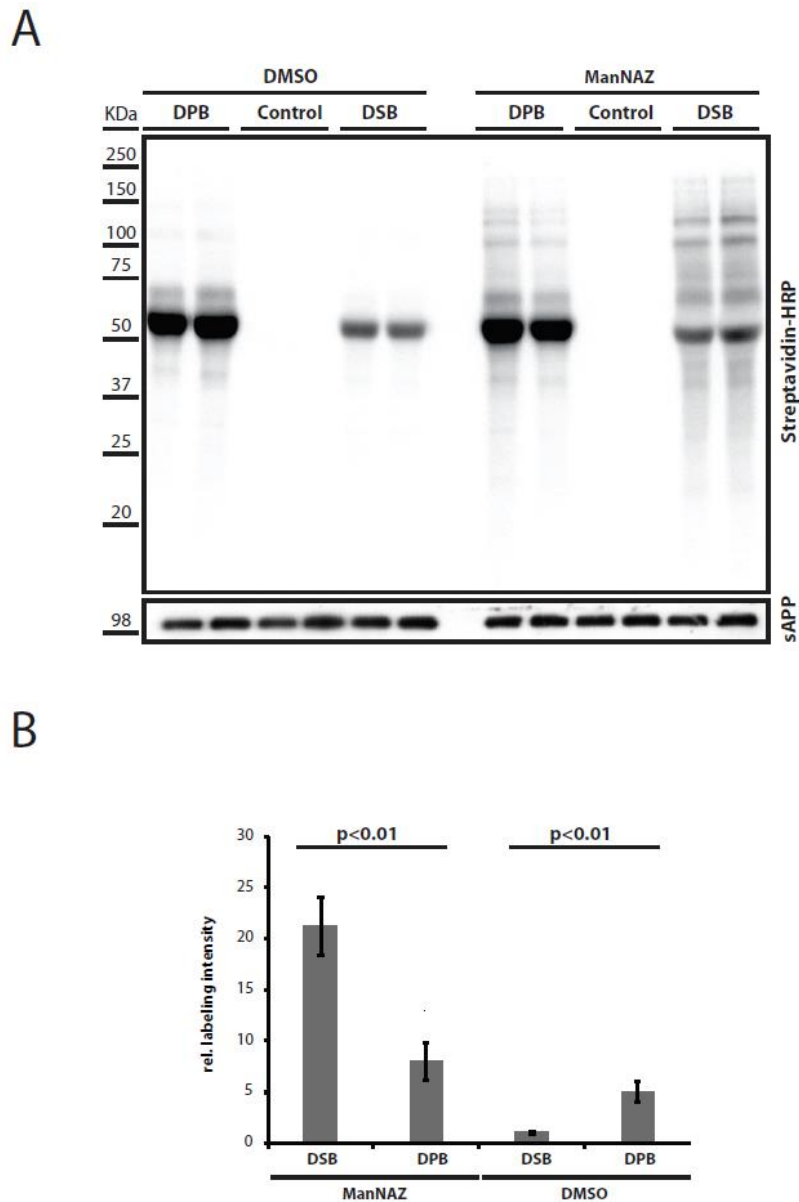 A
DMSO ManNAZ
KDa DPB Control DSB DPB Control DSB
250
150
100
75
50
37
25
20
Streptavidin-HRP
98
sAPP
B
p<0.01 p<0.01
rel. labeling intensity
30
25
20
15
10
5
0
DSB DPB DSB DPB
ManNAZ DMSO